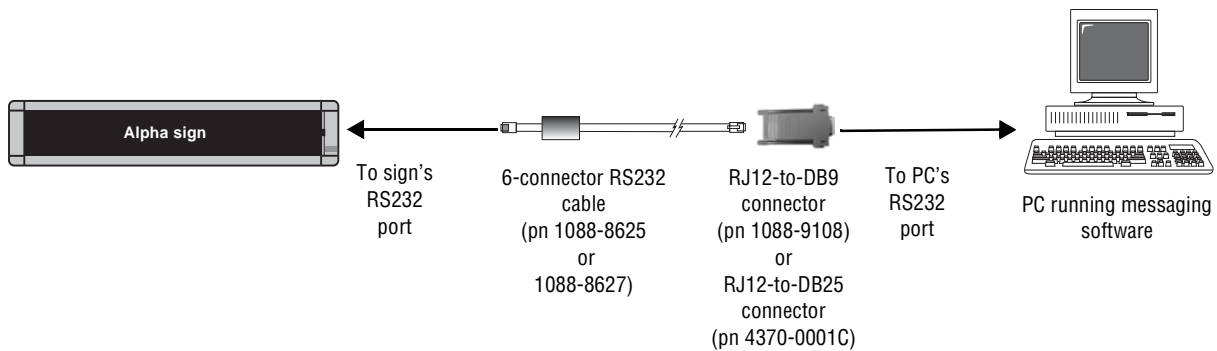 Alpha sign
To sign's
RS232
port
6-connector RS232
cable
(pn 1088-8625
or
1088-8627)
RJ12-to-DB9
connector
(pn 1088-9108)
or
RJ12-to-DB25
connector
(pn 4370-0001C)
To PC's
RS232
port
PC running messaging
software